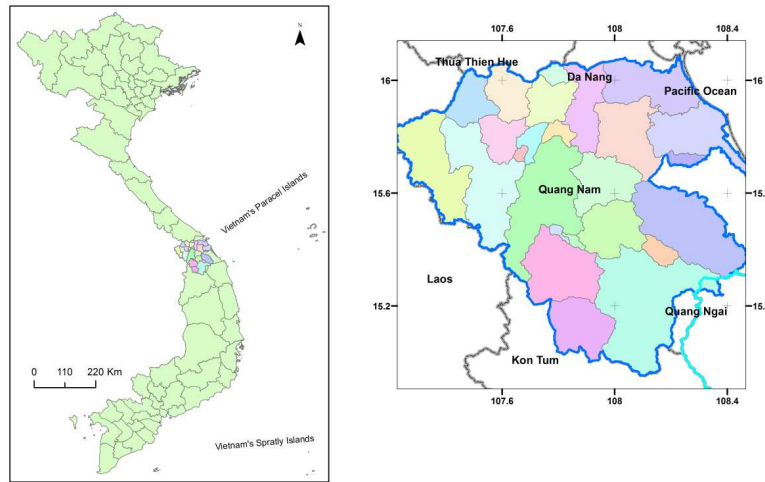 N
Vietnam's Paracel Islands
0 110 220 Km
Vietnam's Spratly Islands
107.6 108 108.4
Thua Thien Hue
16 Da Nang 16
Pacific Ocean
15.6 Quang Nam 15.
Laos
15.2 15.
Quang Ngai
Kon Tum
107.6 108 108.4